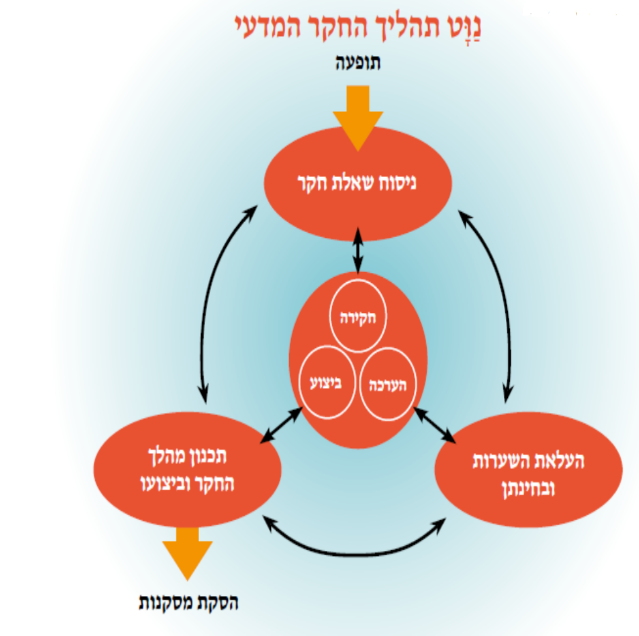 נַוָּט תהליך החקר המדעי
תופעה
ניסוח שאלת חקר
חקירה
הערכה
ביצוע
העלאת השערות
ובחינתן
תכנון מהלך
החקר וביצועו
הסקת מסקנות